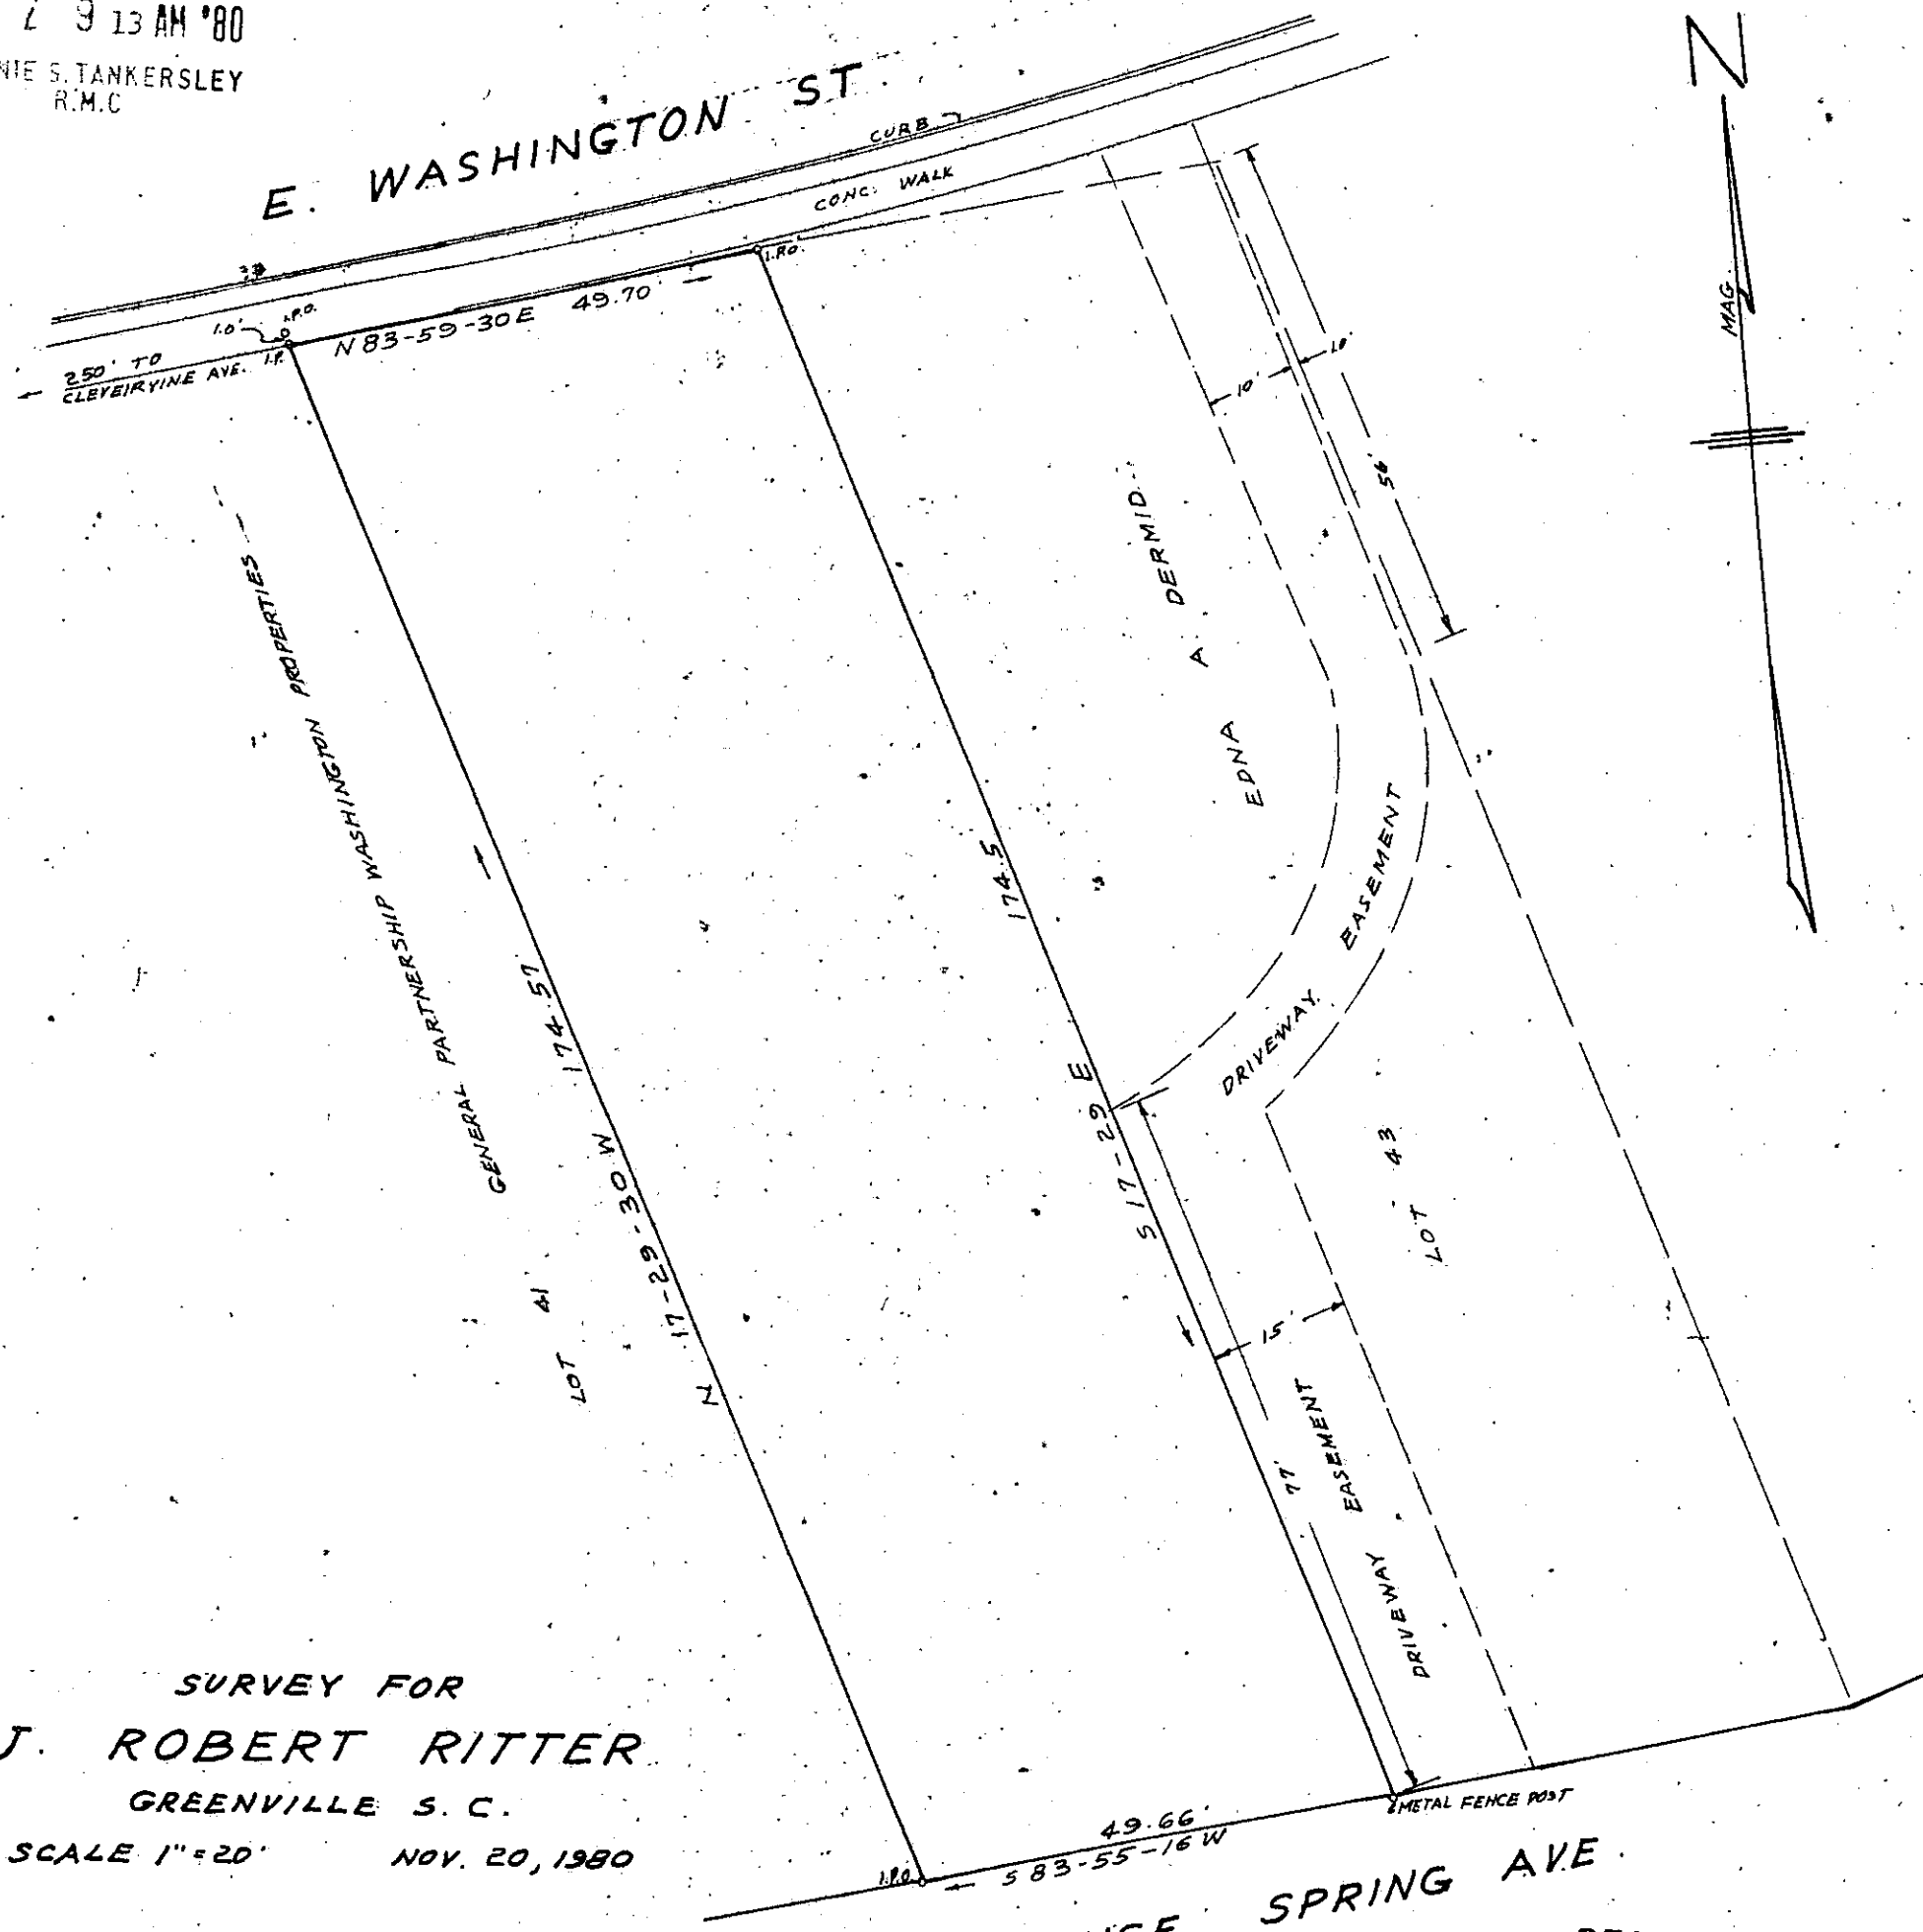 9 13 AM '80
S. TANKERSLEY
R.M.C
N
MAG.
E. WASHINGTON ST.
CURB
CONC. WALK
I.P.O.
1.0'
I.P.O.
I.P.
N 83-59-30 E 49.70'
250' TO
CLEVEIRVINE AVE.
10'
10'
56'
GENERAL PARTNERSHIP WASHINGTON PROPERTIES
EDNA A. DERMID
174.5
174.57
S 17-29 E
N 17-29-30 W
DRIVEWAY EASEMENT
LOT 41
LOT 43
15'
77'
DRIVEWAY EASEMENT
METAL FENCE POST
49.66'
S 83-55-16 W
I.P.O.
SPRING AVE.
SURVEY FOR
J. ROBERT RITTER
GREENVILLE S. C.
SCALE 1"=20' NOV. 20, 1980